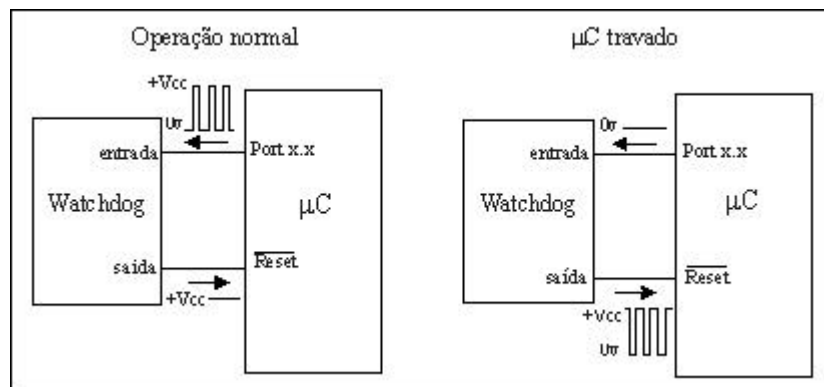 Operação normal
+Vcc
0v
entrada
Port x.x
Watchdog
μC
saída
Reset
+Vcc
μC travado
0v
entrada
Port x.x
Watchdog
μC
saída
Reset
+Vcc
0v